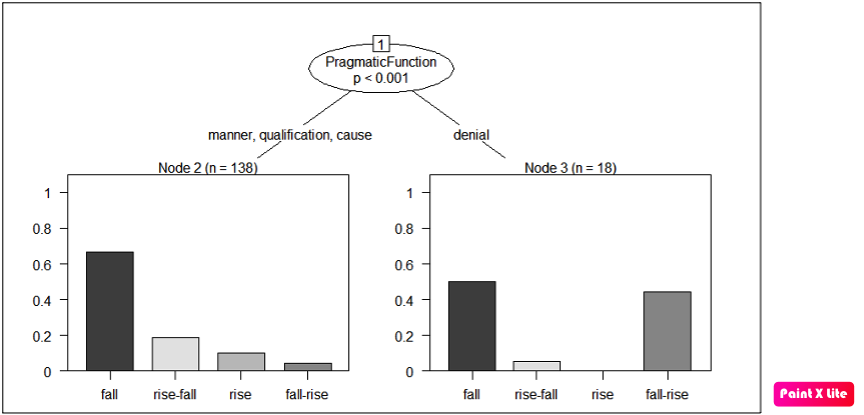 1
PragmaticFunction
p < 0.001
manner, qualification, cause
denial
Node 2 (n = 138)
1
0.8
0.6
0.4
0.2
0
fall rise-fall rise fall-rise
Node 3 (n = 18)
1
0.8
0.6
0.4
0.2
0
fall rise-fall rise fall-rise
Paint X Lite